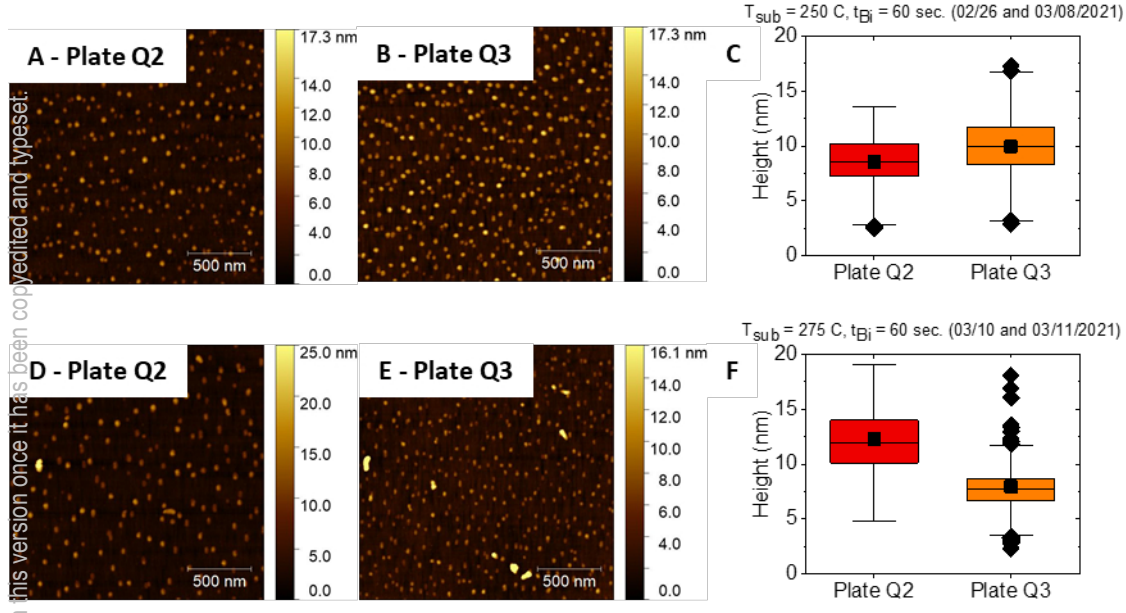 T_sub = 250 C, t_Bi = 60 sec. (02/26 and 03/08/2021)
A - Plate Q2
17.3 nm
14.0
12.0
10.0
8.0
6.0
4.0
0.0
500 nm
B - Plate Q3
17.3 nm
14.0
12.0
10.0
8.0
6.0
4.0
0.0
500 nm
C
Height (nm)
20
15
10
5
0
Plate Q2
Plate Q3
T_sub = 275 C, t_Bi = 60 sec. (03/10 and 03/11/2021)
D - Plate Q2
25.0 nm
20.0
15.0
10.0
5.0
0.0
500 nm
E - Plate Q3
16.1 nm
14.0
12.0
10.0
8.0
6.0
4.0
0.0
500 nm
F
Height (nm)
20
15
10
5
0
Plate Q2
Plate Q3
this version once it has been copyedited and typeset.